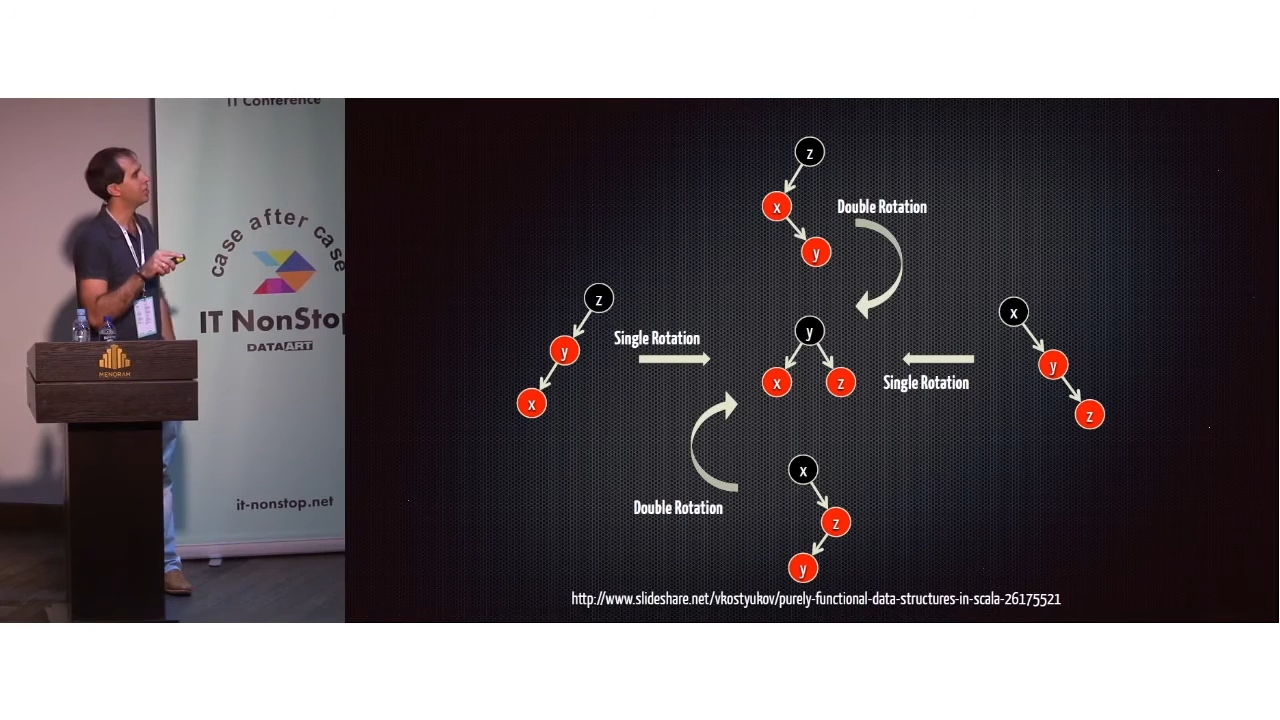 IT Conference
case after case
IT NonStop
DATAART
it-nonstop.net
MENORAH
z
x
y
Double Rotation
z
y
x
Single Rotation
y
x
z
Single Rotation
x
y
z
Double Rotation
x
z
y
http://www.slideshare.net/vkostyukov/purely-functional-data-structures-in-scala-26175521